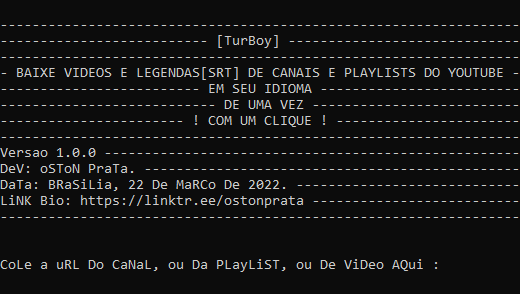 -----------------------------------------------------------------
-------------------------- [TurBoy] -----------------------------
-----------------------------------------------------------------
- BAIXE VIDEOS E LEGENDAS[SRT] DE CANAIS E PLAYLISTS DO YOUTUBE -
------------------------- EM SEU IDIOMA -------------------------
--------------------------- DE UMA VEZ --------------------------
------------------------ ! COM UM CLIQUE ! ----------------------
-----------------------------------------------------------------
Versao 1.0.0 ----------------------------------------------------
DeV: oSToN PraTa. -----------------------------------------------
DaTa: BRaSiLia, 22 De MaRCo De 2022. ----------------------------
LiNK Bio: https://linktr.ee/ostonprata --------------------------
-----------------------------------------------------------------
CoLe a uRL Do CaNaL, ou Da PLayLiST, ou De ViDeo AQui :